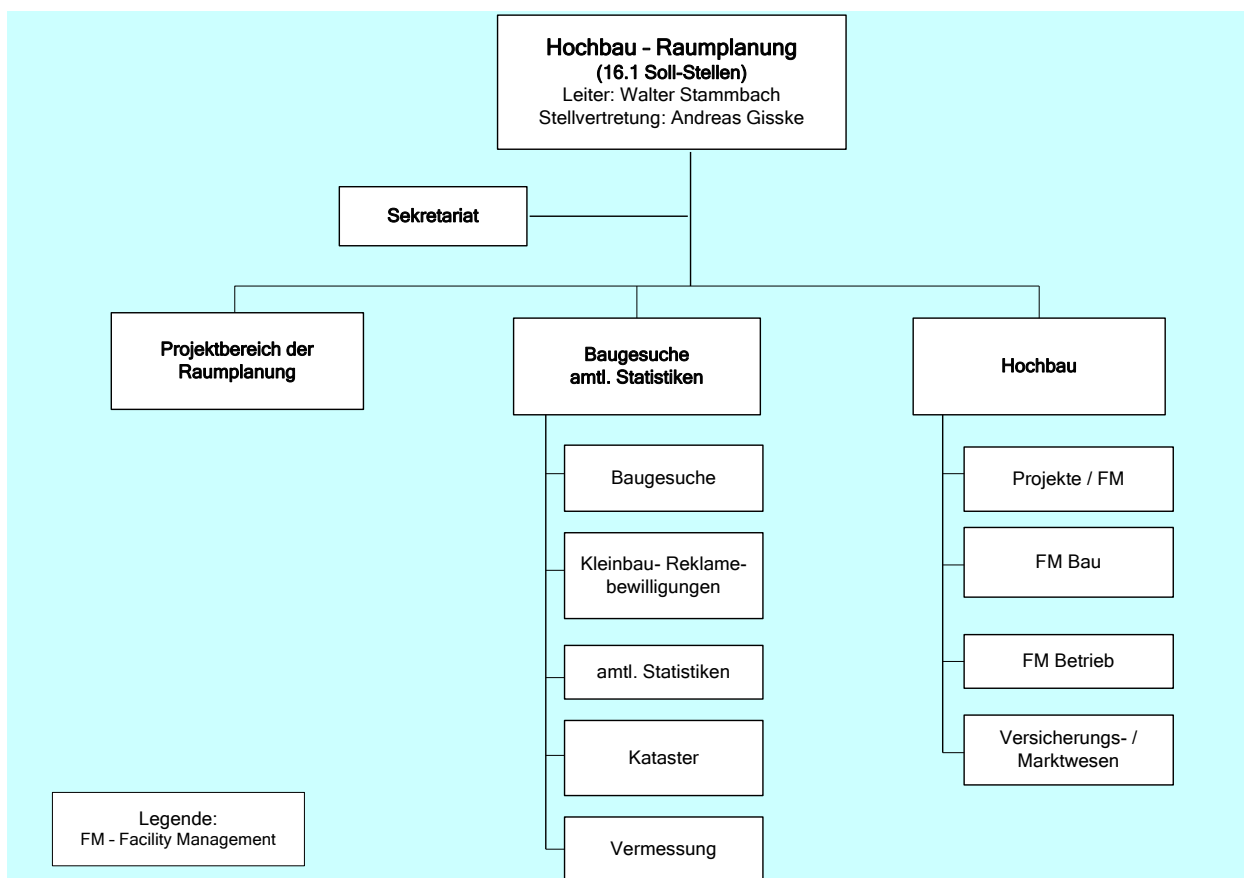 Hochbau – Raumplanung
(16.1 Soll-Stellen)
Leiter: Walter Stammbach
Stellvertretung: Andreas Gisske
Sekretariat
Projektbereich der
Raumplanung
Baugesuche
amtl. Statistiken
Hochbau
Baugesuche
Kleinbau- Reklame-
bewilligungen
amtl. Statistiken
Kataster
Vermessung
Projekte / FM
FM Bau
FM Betrieb
Versicherungs- /
Marktwesen
Legende:
FM – Facility Management